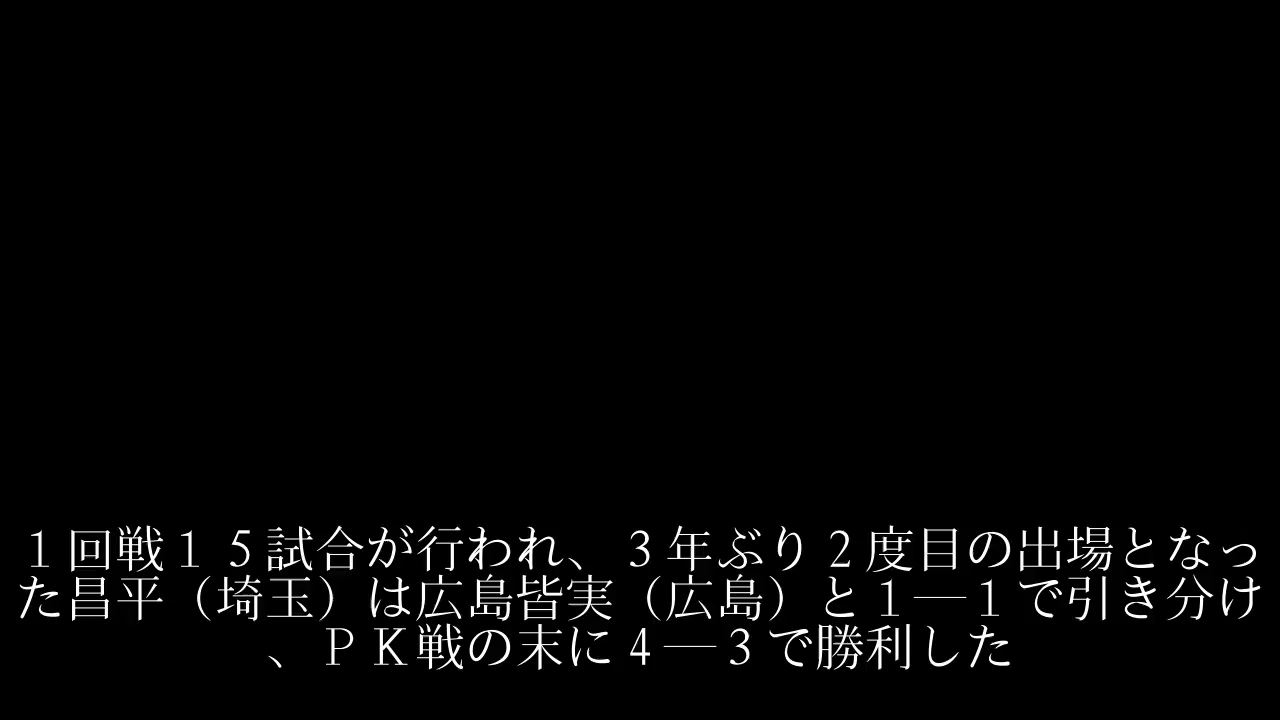 １回戦１５試合が行われ、３年ぶり２度目の出場となっ
た昌平（埼玉）は広島皆実（広島）と１―１で引き分け
、ＰＫ戦の末に４―３で勝利した